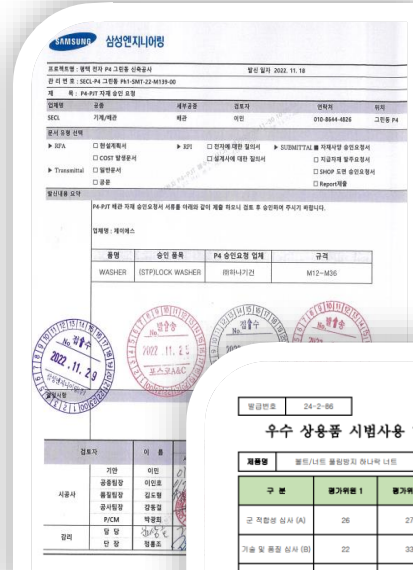 SAMSUNG 삼성엔지니어링
프로젝트명 : 평택 전자 P4 그린동 신축공사 발신 일자 2022. 11. 18
관 리 번 호 : SECL-P4 그린동 Ph1-SMT-22-M139-00
제 목 : P4-PJT 자재 승인 요청
업체명 공종 세부공종 검토자 연락처 위치
SECL 기계/배관 배관 이민 010-8644-4826 그린동 P4
문서 유형 선택
▶ RFA □ 현설계획서 ▶ RFI □ 인자에 대한 질의서 ▶ SUBMITTAL ■ 자재사양 승인요청서
□ COST 발생문서 □ 설계사에 대한 질의서 □ 지급자재 발주요청서
▶ Transmittal □ 일반문서 □ SHOP 도면 승인요청서
□ 공문 □ Report제출
발신내용 요약
P4-PJT 배관 자재 승인요청서 서류를 아래와 같이 제출 하오니 검토 후 승인하여 주시기 바랍니다.
업체명 : 제이에스
품명 승인 품목 P4 승인요청 업체 규격
WASHER (STP)LOCK WASHER ㈜하나기건 M12~M36
No. 접수
2022. 11. 29
No. 발송
2022. 11. 25
포스코A&C
No. 접수
No. 발송
검토자 이 름
시공사 기안 이민
공종팀장 이인호
품질팀장 김도형
공사팀장 강동철
P/CM 박광희
감리 담 당
단 장 정홍조
발급번호 24-2-86
우수 상용품 시범사용
제품명 볼트/너트 풀림방지 하나락 너트
구 분 평가위원 1 평가위
군 적합성 심사 (A) 26 27
기술 및 품질 심사 (B) 22 33